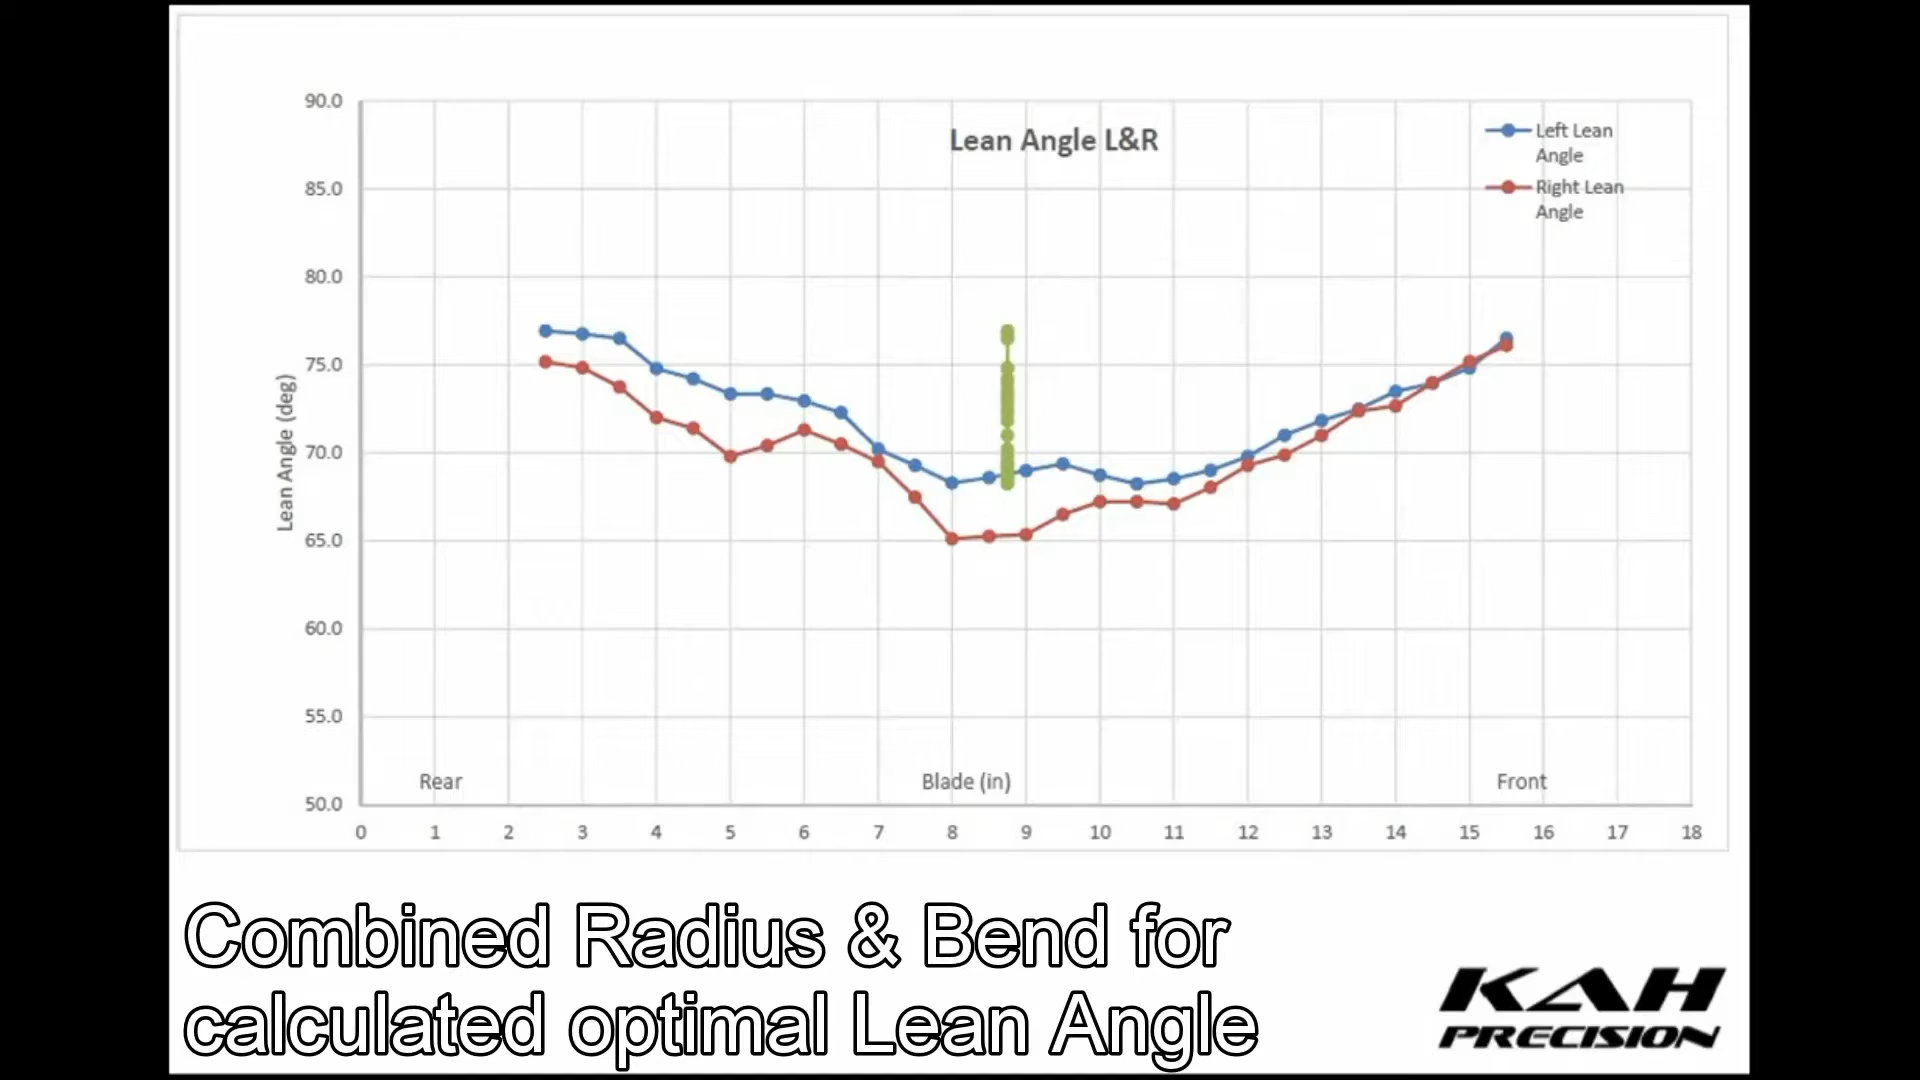 Lean Angle L&R
Left Lean
Angle
Right Lean
Angle
90.0
85.0
80.0
75.0
70.0
65.0
60.0
55.0
50.0
Lean Angle (deg)
Rear Blade (in) Front
0 1 2 3 4 5 6 7 8 9 10 11 12 13 14 15 16 17 18
Combined Radius & Bend for
calculated optimal Lean Angle
KAH
PRECISION